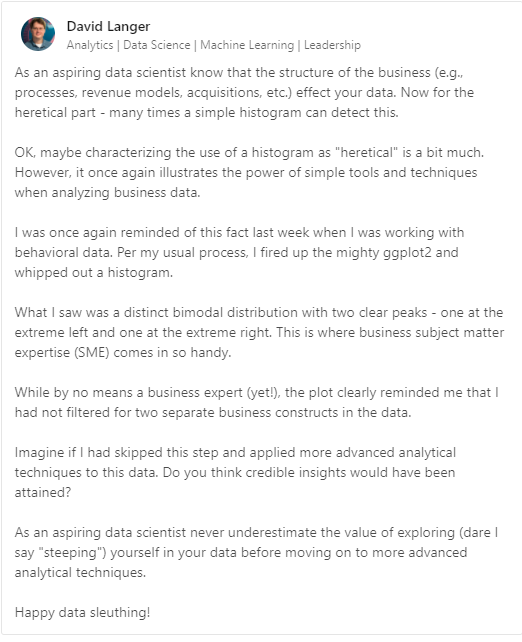 David Langer
Analytics | Data Science | Machine Learning | Leadership
As an aspiring data scientist know that the structure of the business (e.g.,
processes, revenue models, acquisitions, etc.) effect your data. Now for the
heretical part - many times a simple histogram can detect this.
OK, maybe characterizing the use of a histogram as "heretical" is a bit much.
However, it once again illustrates the power of simple tools and techniques
when analyzing business data.
I was once again reminded of this fact last week when I was working with
behavioral data. Per my usual process, I fired up the mighty ggplot2 and
whipped out a histogram.
What I saw was a distinct bimodal distribution with two clear peaks - one at the
extreme left and one at the extreme right. This is where business subject matter
expertise (SME) comes in so handy.
While by no means a business expert (yet!), the plot clearly reminded me that I
had not filtered for two separate business constructs in the data.
Imagine if I had skipped this step and applied more advanced analytical
techniques to this data. Do you think credible insights would have been
attained?
As an aspiring data scientist never underestimate the value of exploring (dare I
say "steeping") yourself in your data before moving on to more advanced
analytical techniques.
Happy data sleuthing!